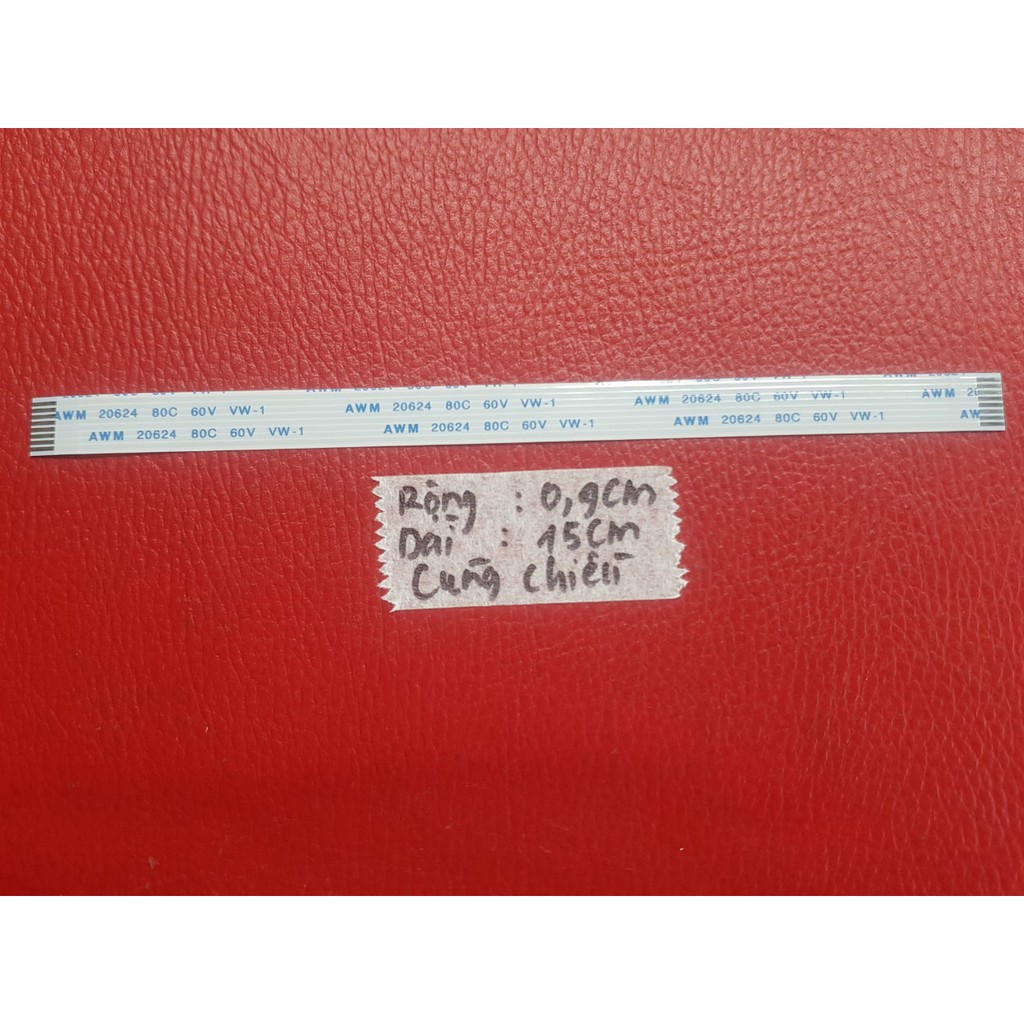 AWM 20624 80C 60V VW-1 AWM 20624 80C 60V VW-1 AWM 20624 80C 60V VW-1 AWM
AWM 20624 80C 60V VW-1 AWM 20624 80C 60V VW-1 AWM 20624 80C 60V VW-1
Rộng : 0,9cm
Dài : 15cm
Cùng chiều